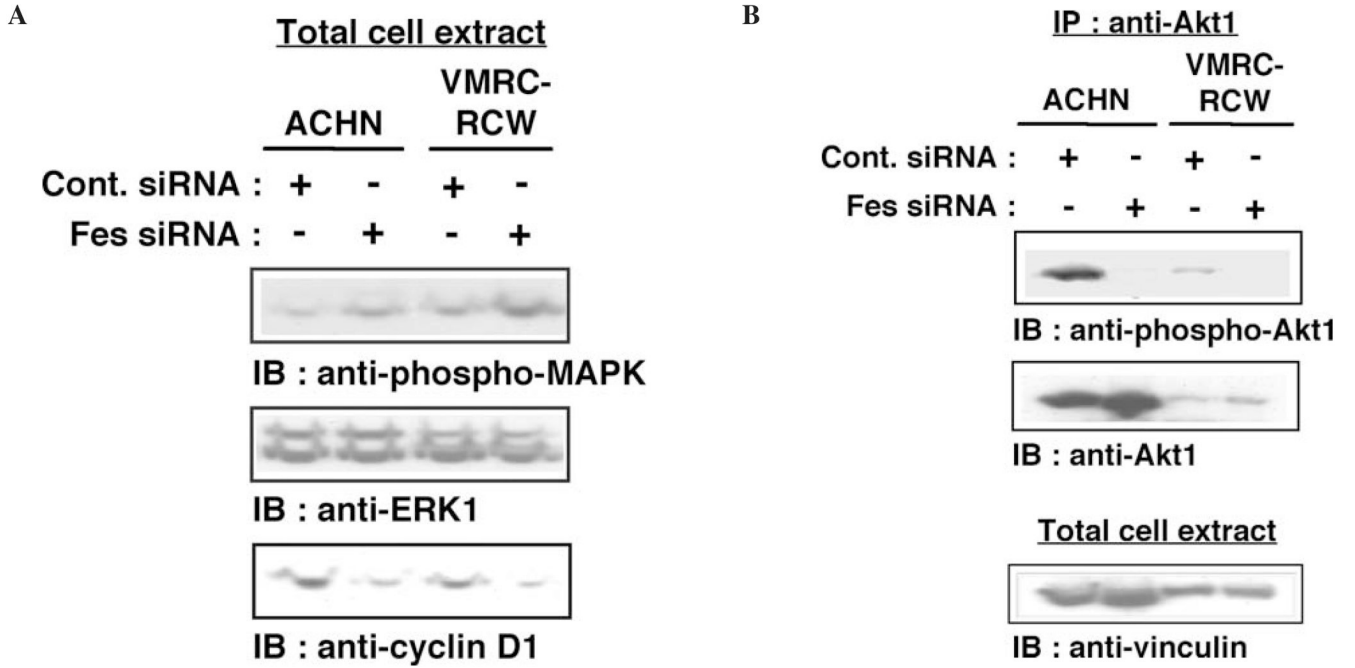 A
Total cell extract
VMRC-
ACHN RCW
Cont. siRNA : + - + -
Fes siRNA : - + - +
IB : anti-phospho-MAPK
IB : anti-ERK1
IB : anti-cyclin D1
B
IP : anti-Akt1
VMRC-
ACHN RCW
Cont. siRNA : + - + -
Fes siRNA : - + - +
IB : anti-phospho-Akt1
IB : anti-Akt1
Total cell extract
IB : anti-vinculin